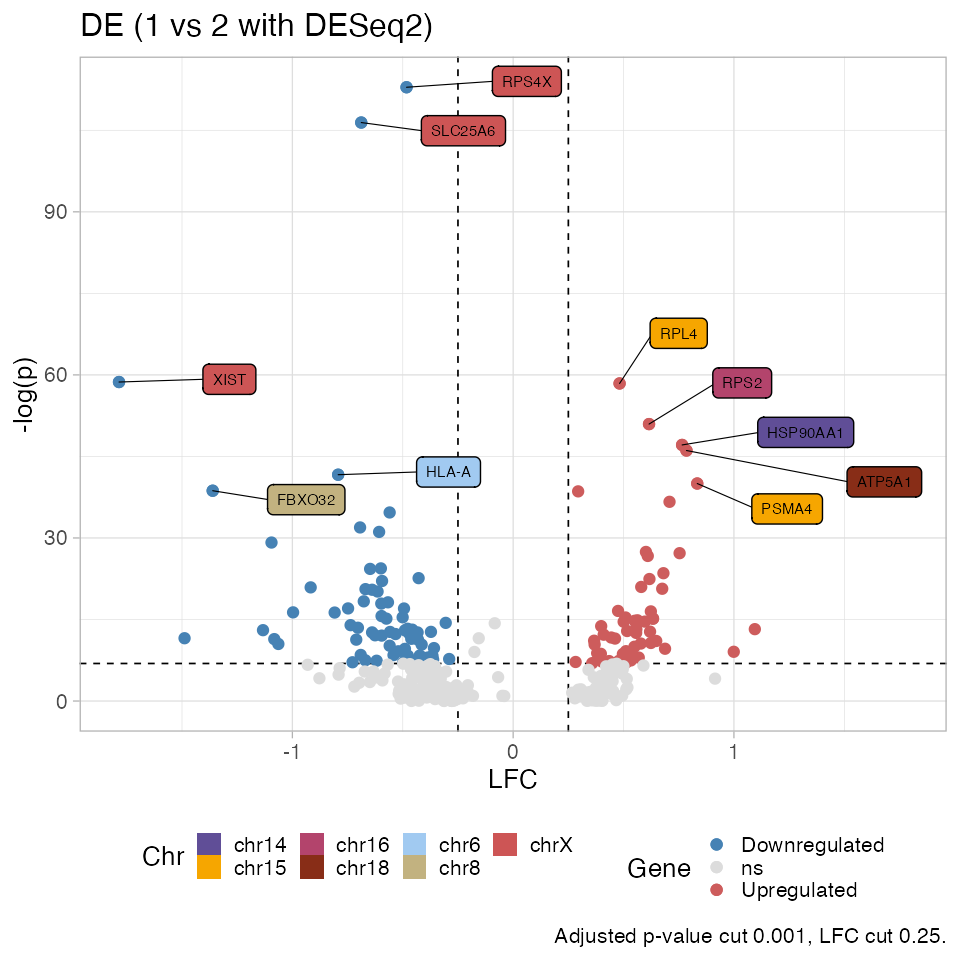 DE (1 vs 2 with DESeq2)
RPS4X
SLC25A6
90
RPL4
60
XIST
RPS2
HSP90AA1
HLA-A
ATP5A1
FBXO32
PSMA4
30
0
-log(p)
-1 0 1
LFC
Chr chr14 chr16 chr6 chrX
chr15 chr18 chr8
Gene Downregulated
ns
Upregulated
Adjusted p-value cut 0.001, LFC cut 0.25.